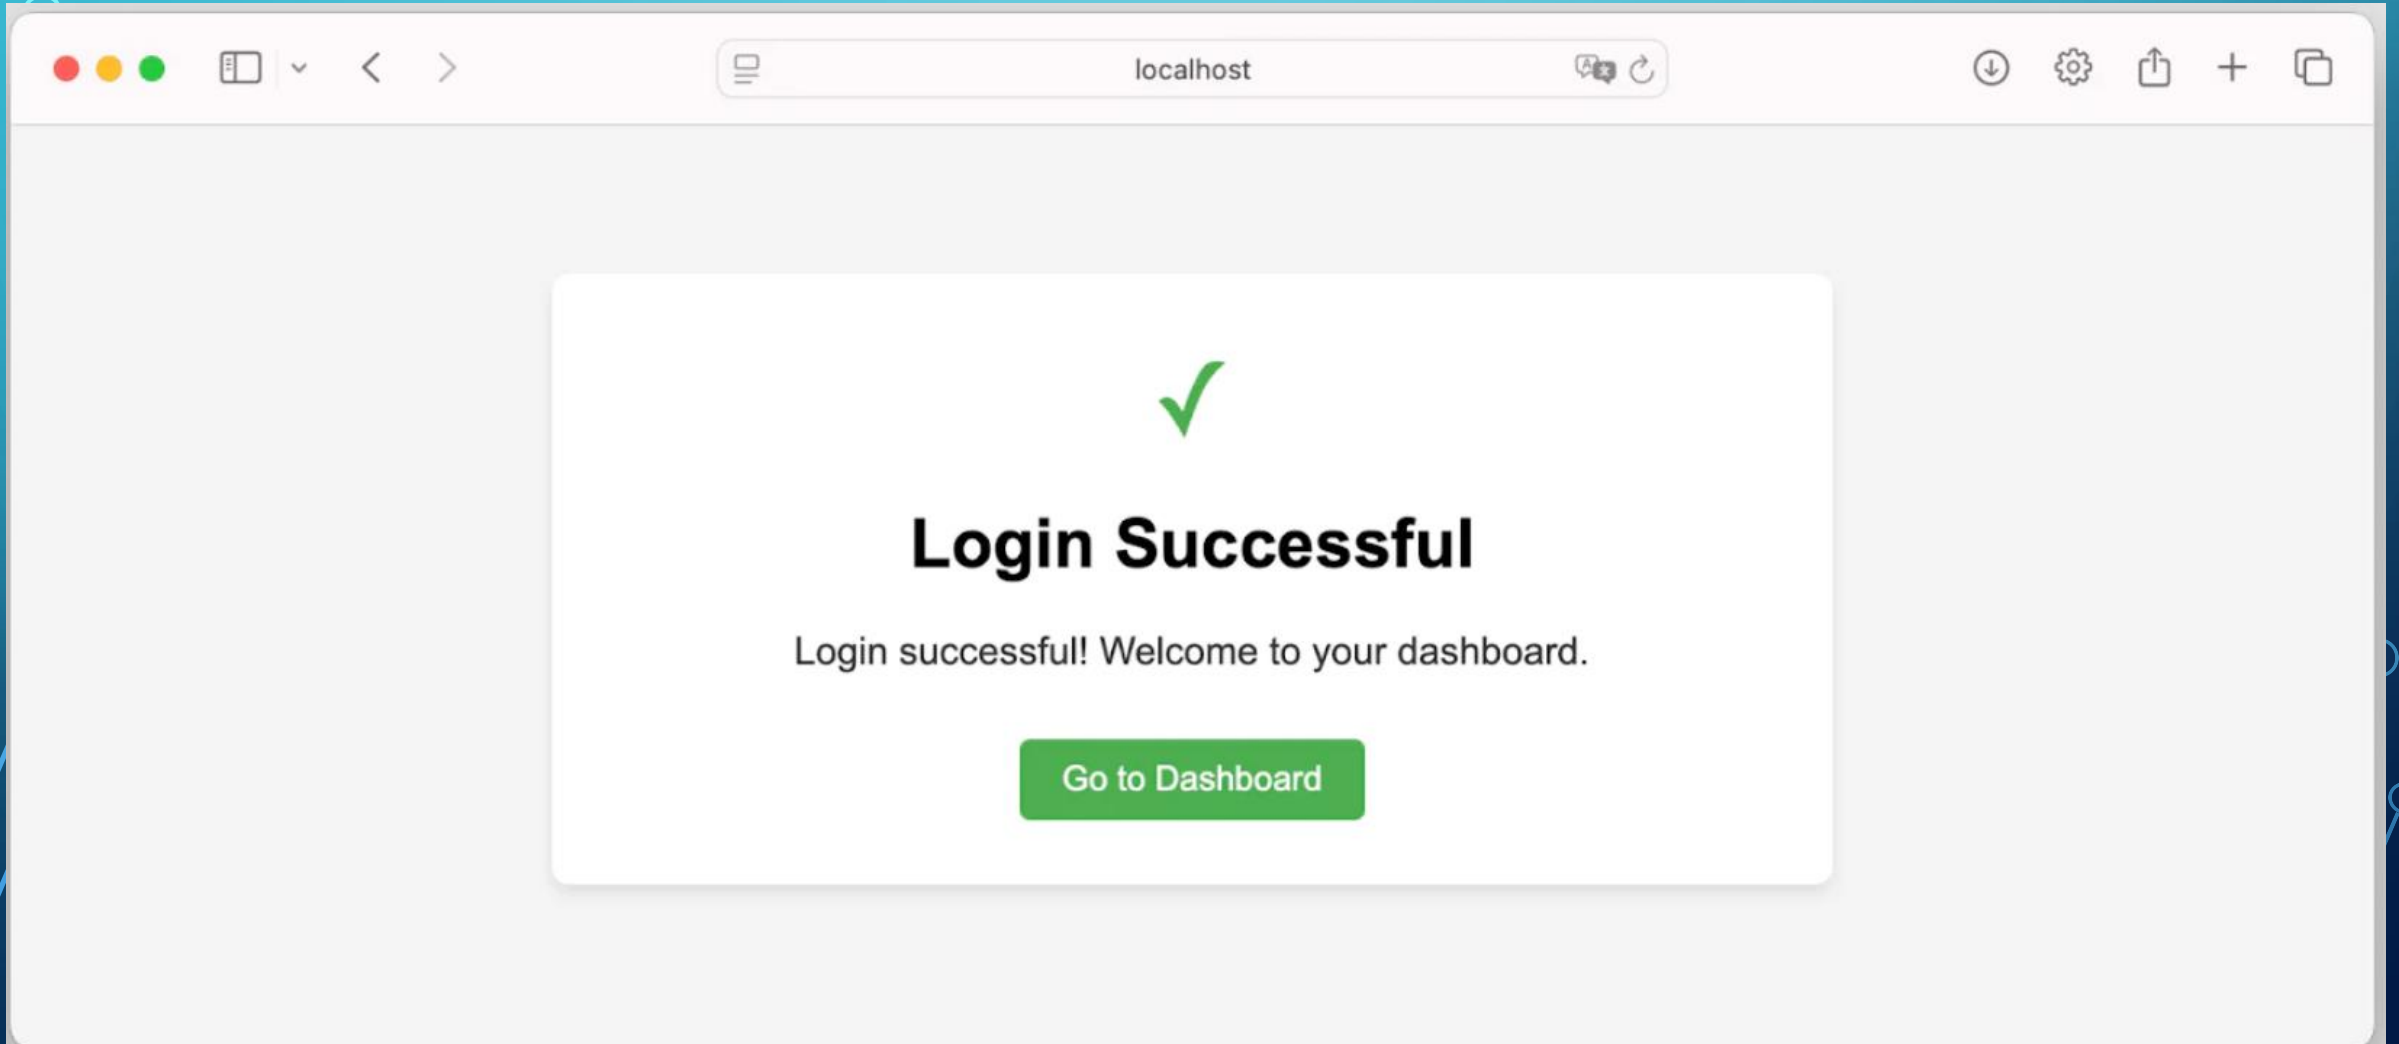 localhost
Login Successful
Login successful! Welcome to your dashboard.
Go to Dashboard